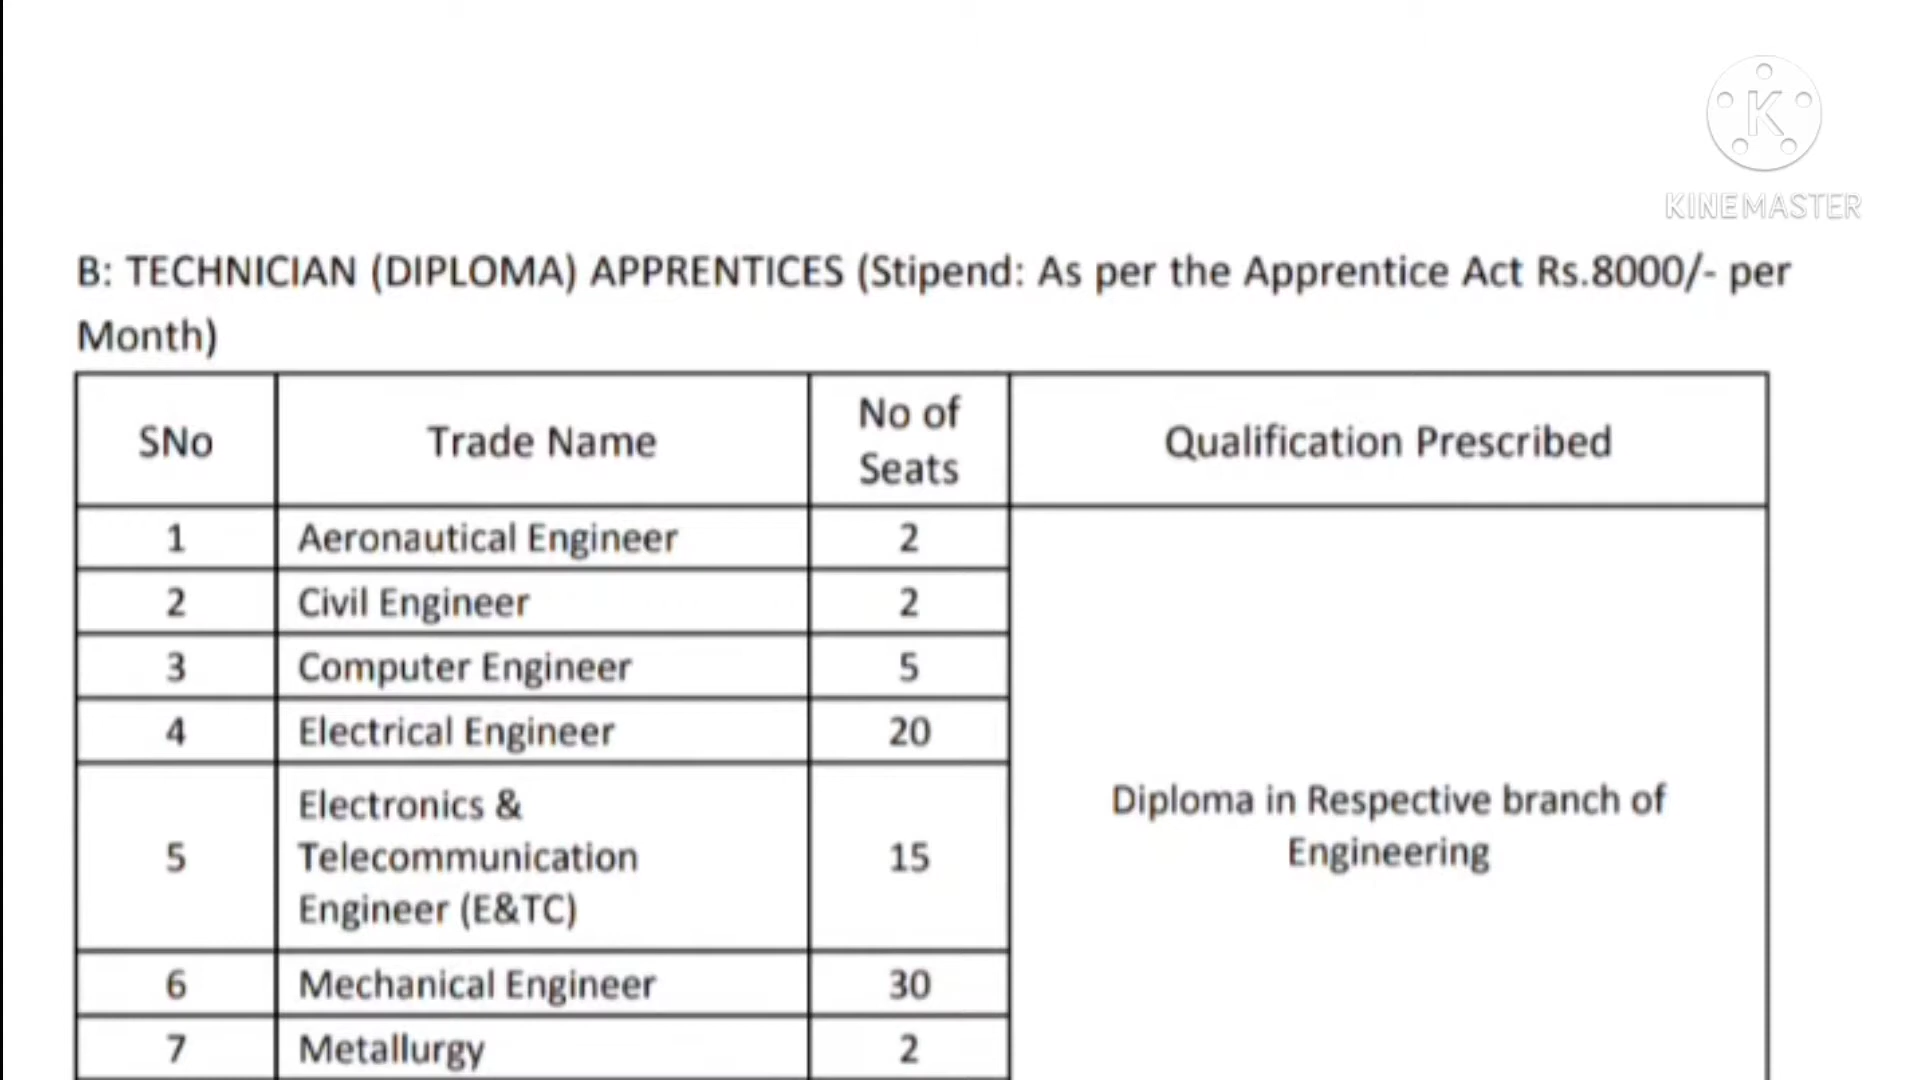 KINEMASTER
B: TECHNICIAN (DIPLOMA) APPRENTICES (Stipend: As per the Apprentice Act Rs.8000/- per
Month)
SNo Trade Name No of Seats Qualification Prescribed
1 Aeronautical Engineer 2
2 Civil Engineer 2
3 Computer Engineer 5
4 Electrical Engineer 20
5 Electronics & Telecommunication Engineer (E&TC) 15
6 Mechanical Engineer 30
7 Metallurgy 2
Diploma in Respective branch of
Engineering